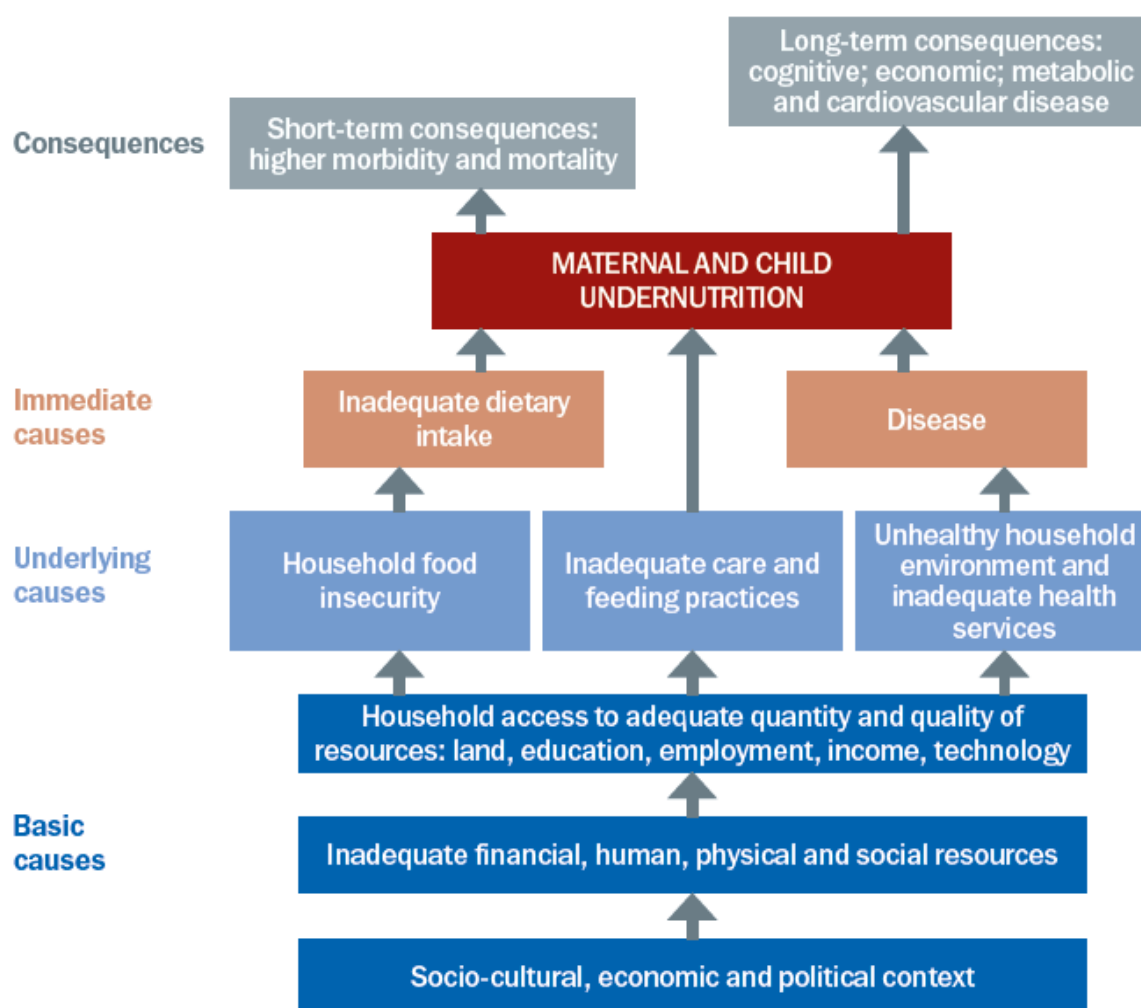 Long-term consequences:
cognitive; economic; metabolic
and cardiovascular disease
Consequences
Short-term consequences:
higher morbidity and mortality
MATERNAL AND CHILD
UNDERNUTRITION
Immediate
causes
Inadequate dietary
intake
Disease
Underlying
causes
Household food
insecurity
Inadequate care and
feeding practices
Unhealthy household
environment and
inadequate health
services
Household access to adequate quantity and quality of
resources: land, education, employment, income, technology
Basic
causes
Inadequate financial, human, physical and social resources
Socio-cultural, economic and political context